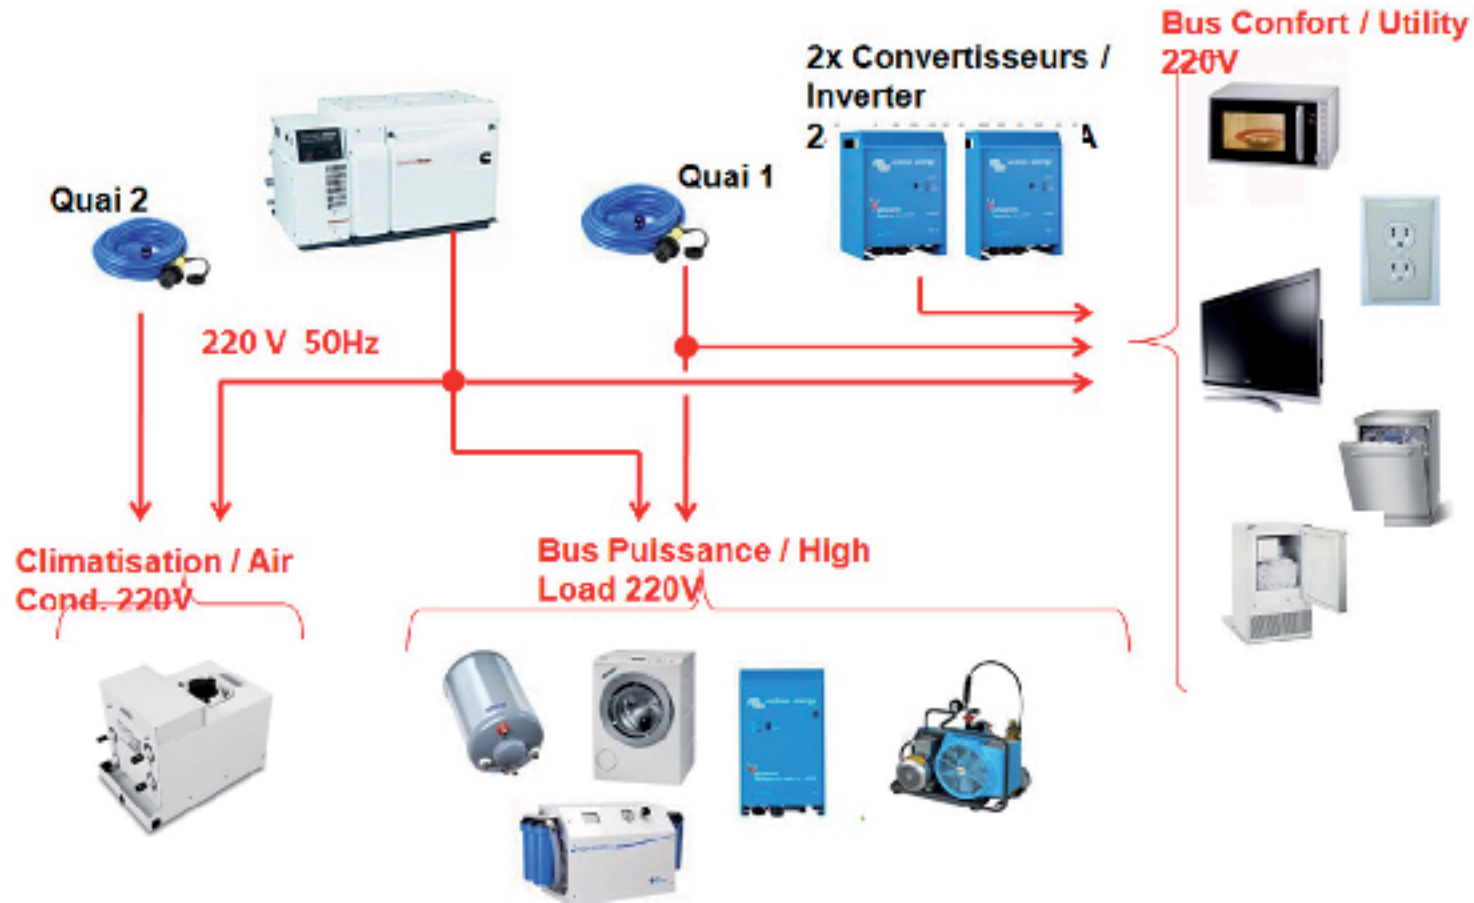 Bus Confort / Utility
220V
2x Convertisseurs /
Inverter
2
A
Quai 1
Quai 2
220 V 50Hz
Climatisation / Air
Cond. 220V
Bus Puissance / High
Load 220V